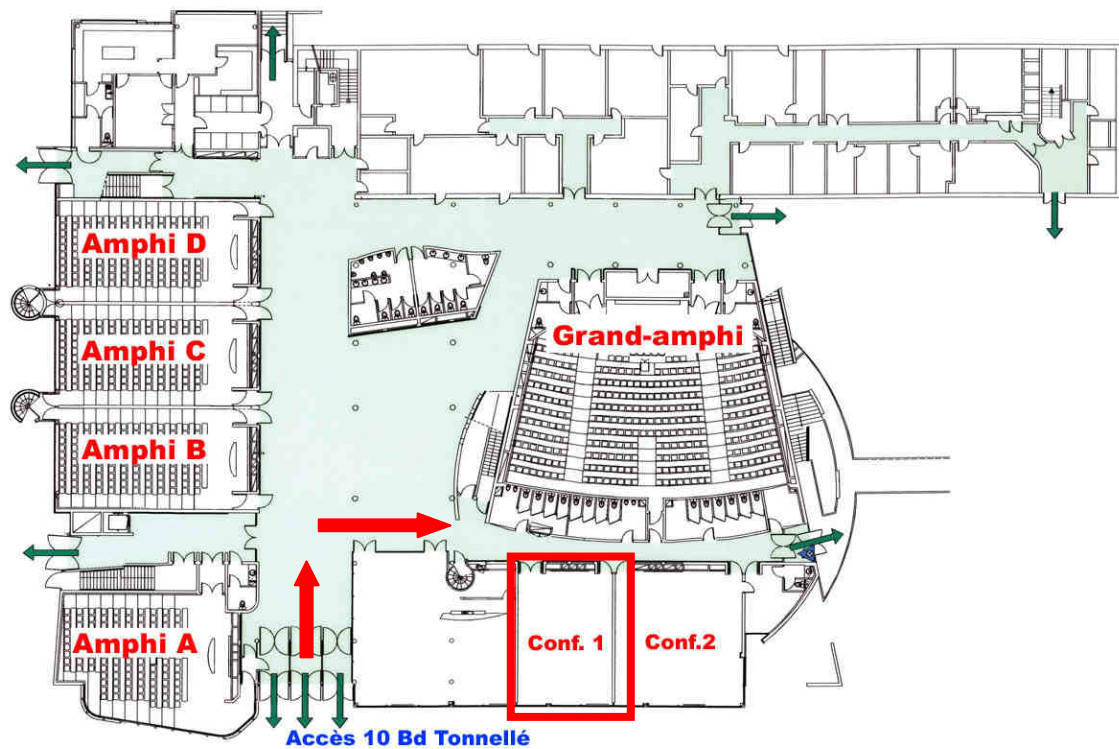 Amphi D
Grand-amphi
Amphi C
Amphi B
Amphi A
Conf. 1
Conf.2
Accès 10 Bd Tonnellé